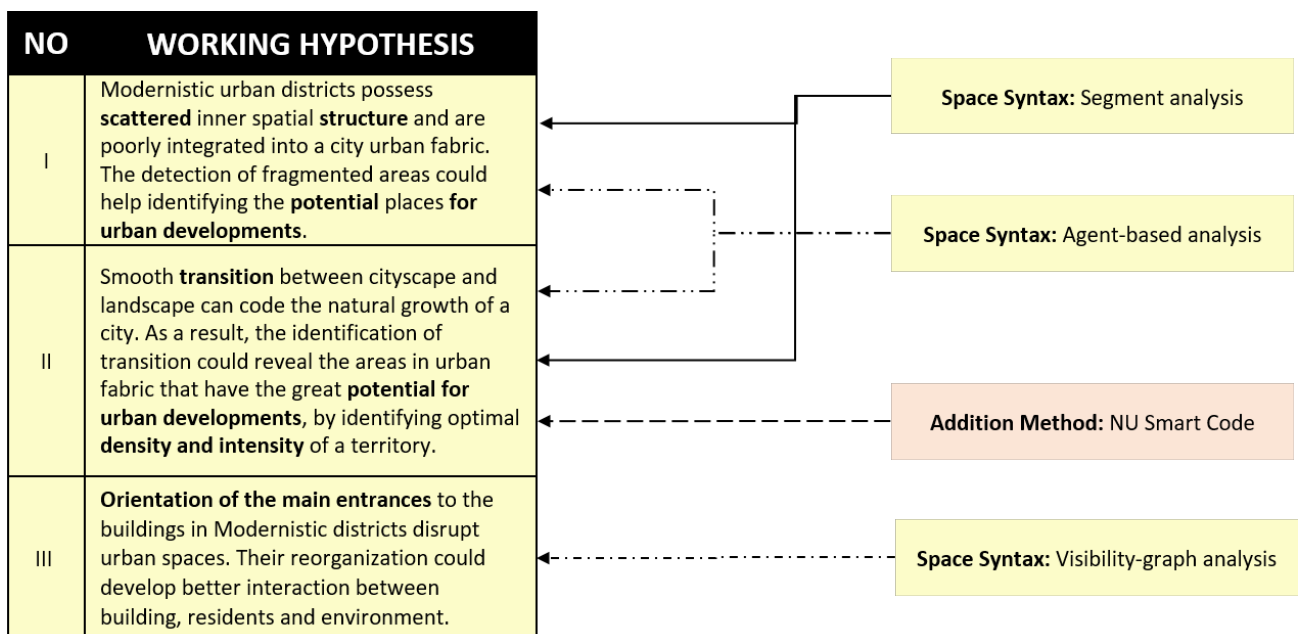 NO WORKING HYPOTHESIS
I
Modernistic urban districts possess
scattered inner spatial structure and are
poorly integrated into a city urban fabric.
The detection of fragmented areas could
help identifying the potential places for
urban developments.
II
Smooth transition between cityscape and
landscape can code the natural growth of a
city. As a result, the identification of
transition could reveal the areas in urban
fabric that have the great potential for
urban developments, by identifying optimal
density and intensity of a territory.
III
Orientation of the main entrances to the
buildings in Modernistic districts disrupt
urban spaces. Their reorganization could
develop better interaction between
building, residents and environment.
Space Syntax: Segment analysis
Space Syntax: Agent-based analysis
Addition Method: NU Smart Code
Space Syntax: Visibility-graph analysis